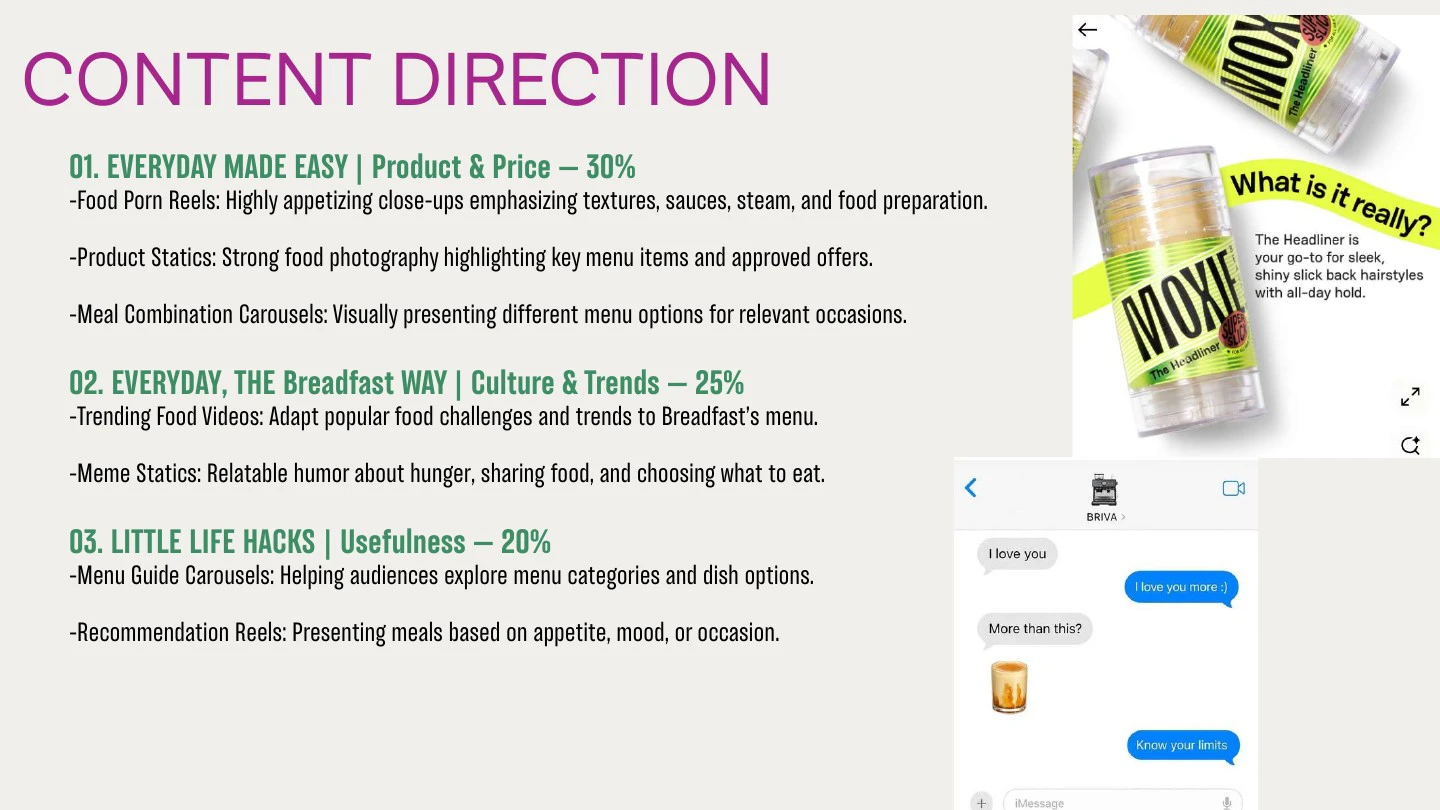 CONTENT DIRECTION
01. EVERYDAY MADE EASY | Product & Price – 30%
-Food Porn Reels: Highly appetizing close-ups emphasizing textures, sauces, steam, and food preparation.
-Product Statics: Strong food photography highlighting key menu items and approved offers.
-Meal Combination Carousels: Visually presenting different menu options for relevant occasions.
02. EVERYDAY, THE Breadfast WAY | Culture & Trends – 25%
-Trending Food Videos: Adapt popular food challenges and trends to Breadfast's menu.
-Meme Statics: Relatable humor about hunger, sharing food, and choosing what to eat.
03. LITTLE LIFE HACKS | Usefulness – 20%
-Menu Guide Carousels: Helping audiences explore menu categories and dish options.
-Recommendation Reels: Presenting meals based on appetite, mood, or occasion.
The Headliner
What is it really?
The Headliner is
your go-to for sleek,
shiny slick back hairstyles
with all-day hold.
MOXIE
SUPER
SLICK
The Headliner
BRIVA
I love you
I love you more :)
More than this?
Know your limits
iMessage